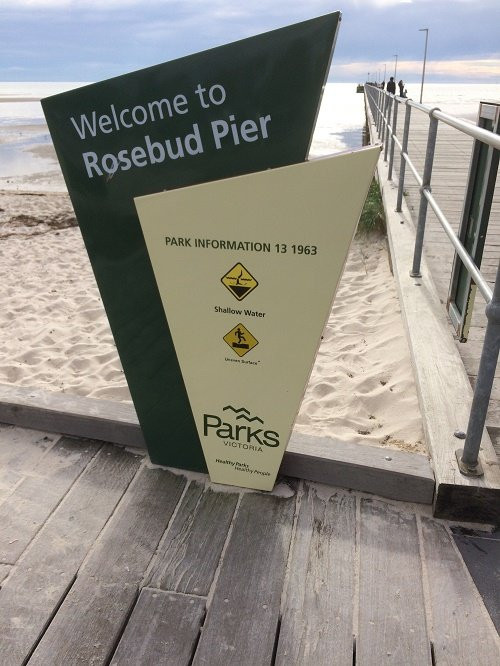 Welcome to
Rosebud Pier
PARK INFORMATION 13 1963
Shallow Water
Uneven Surface
Parks
VICTORIA
Healthy Parks
Healthy People